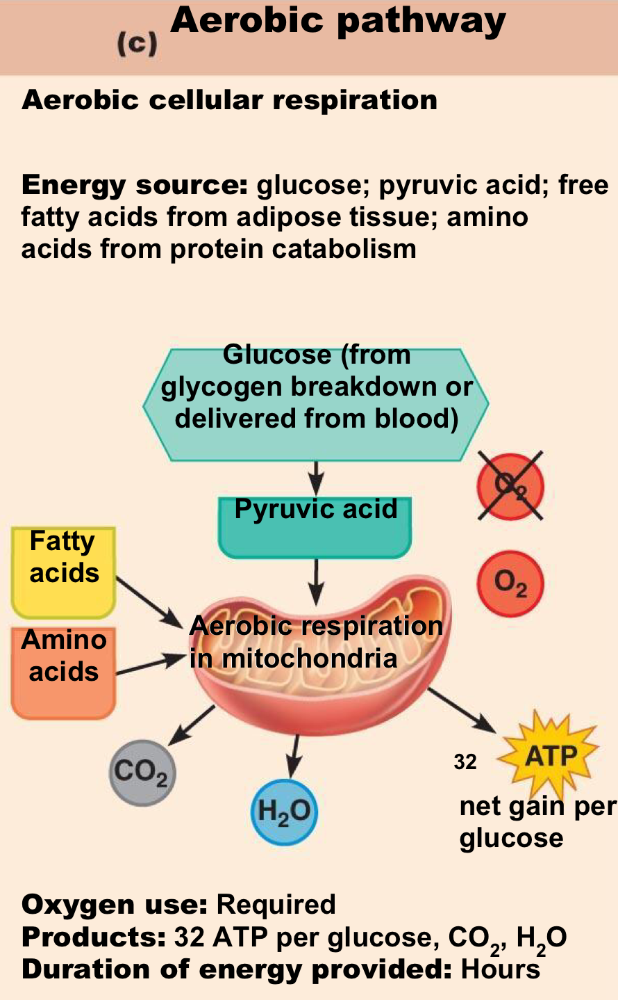 (c) Aerobic pathway
Aerobic cellular respiration
Energy source: glucose; pyruvic acid; free
fatty acids from adipose tissue; amino
acids from protein catabolism
Glucose (from
glycogen breakdown or
delivered from blood)
O₂
Pyruvic acid
O₂
Fatty
acids
Amino
acids
Aerobic respiration
in mitochondria
CO₂
H₂O
32
ATP
net gain per
glucose
Oxygen use: Required
Products: 32 ATP per glucose, CO₂, H₂O
Duration of energy provided: Hours